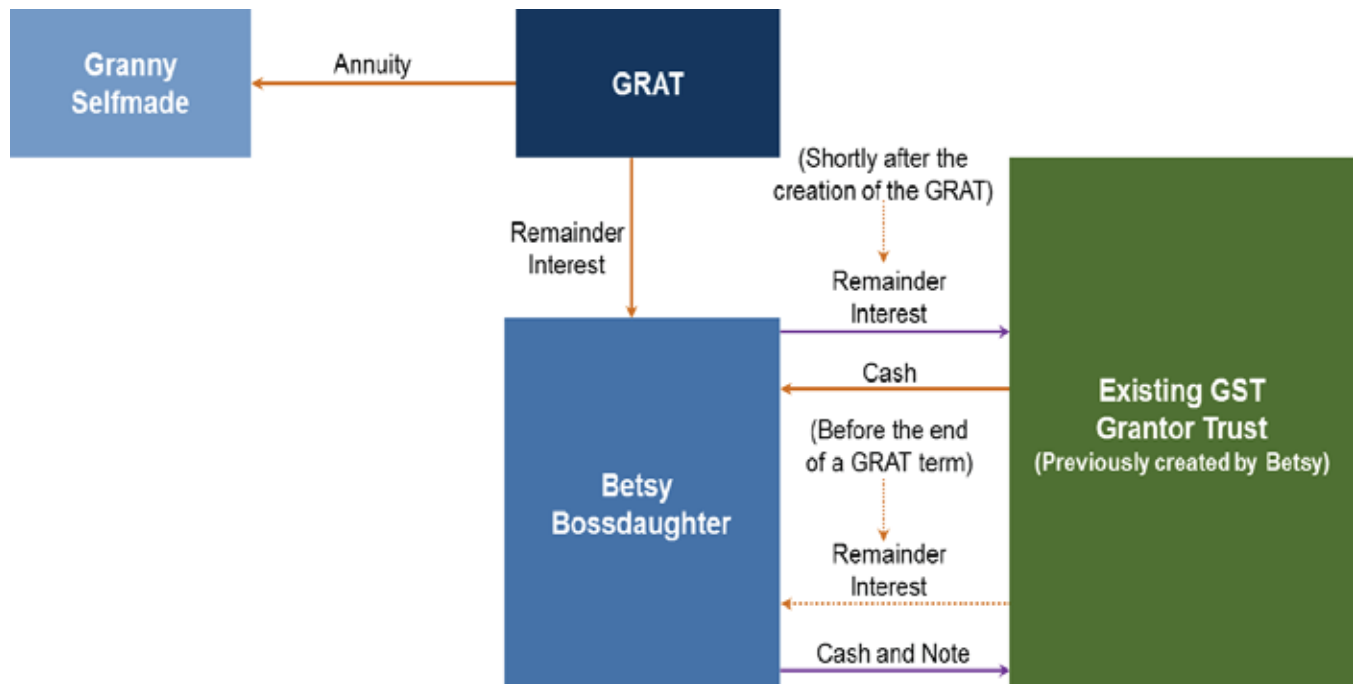 Granny
Selfmade
Annuity
GRAT
(Shortly after the
creation of the GRAT)
Remainder
Interest
Remainder
Interest
Cash
(Before the end
of a GRAT term)
Existing GST
Grantor Trust
(Previously created by Betsy)
Betsy
Bossdaughter
Remainder
Interest
Cash and Note